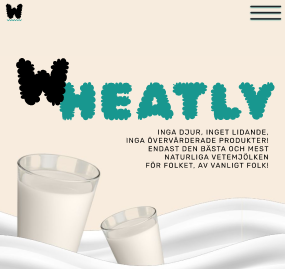 W
WHEATLY
INGA DJUR, INGET LIDANDE,
INGA ÖVERVÄRDERADE PRODUKTER!
ENDAST DEN BÄSTA OCH MEST
NATURLIGA VETEMJÖLKEN
FÖR FOLKET, AV VANLIGT FOLK!